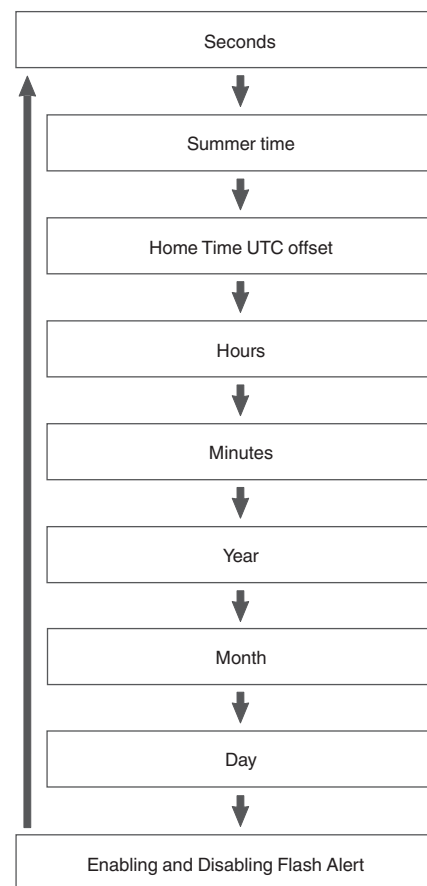 Seconds
Summer time
Home Time UTC offset
Hours
Minutes
Year
Month
Day
Enabling and Disabling Flash Alert